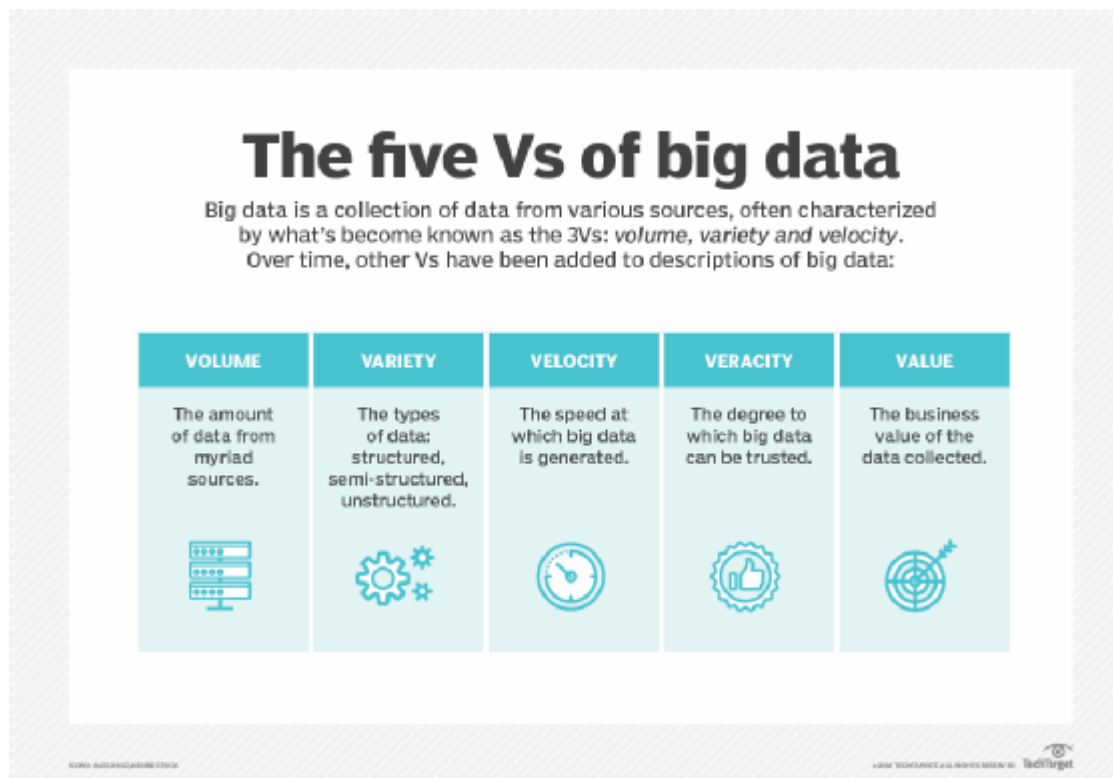 The five Vs of big data
Big data is a collection of data from various sources, often characterized
by what's become known as the 3Vs: volume, variety and velocity.
Over time, other Vs have been added to descriptions of big data:
VOLUME
The amount
of data from
myriad
sources.
VARIETY
The types
of data:
structured,
semi-structured,
unstructured.
VELOCITY
The speed at
which big data
is generated.
VERACITY
The degree to
which big data
can be trusted.
VALUE
The business
value of the
data collected.
TechTarget